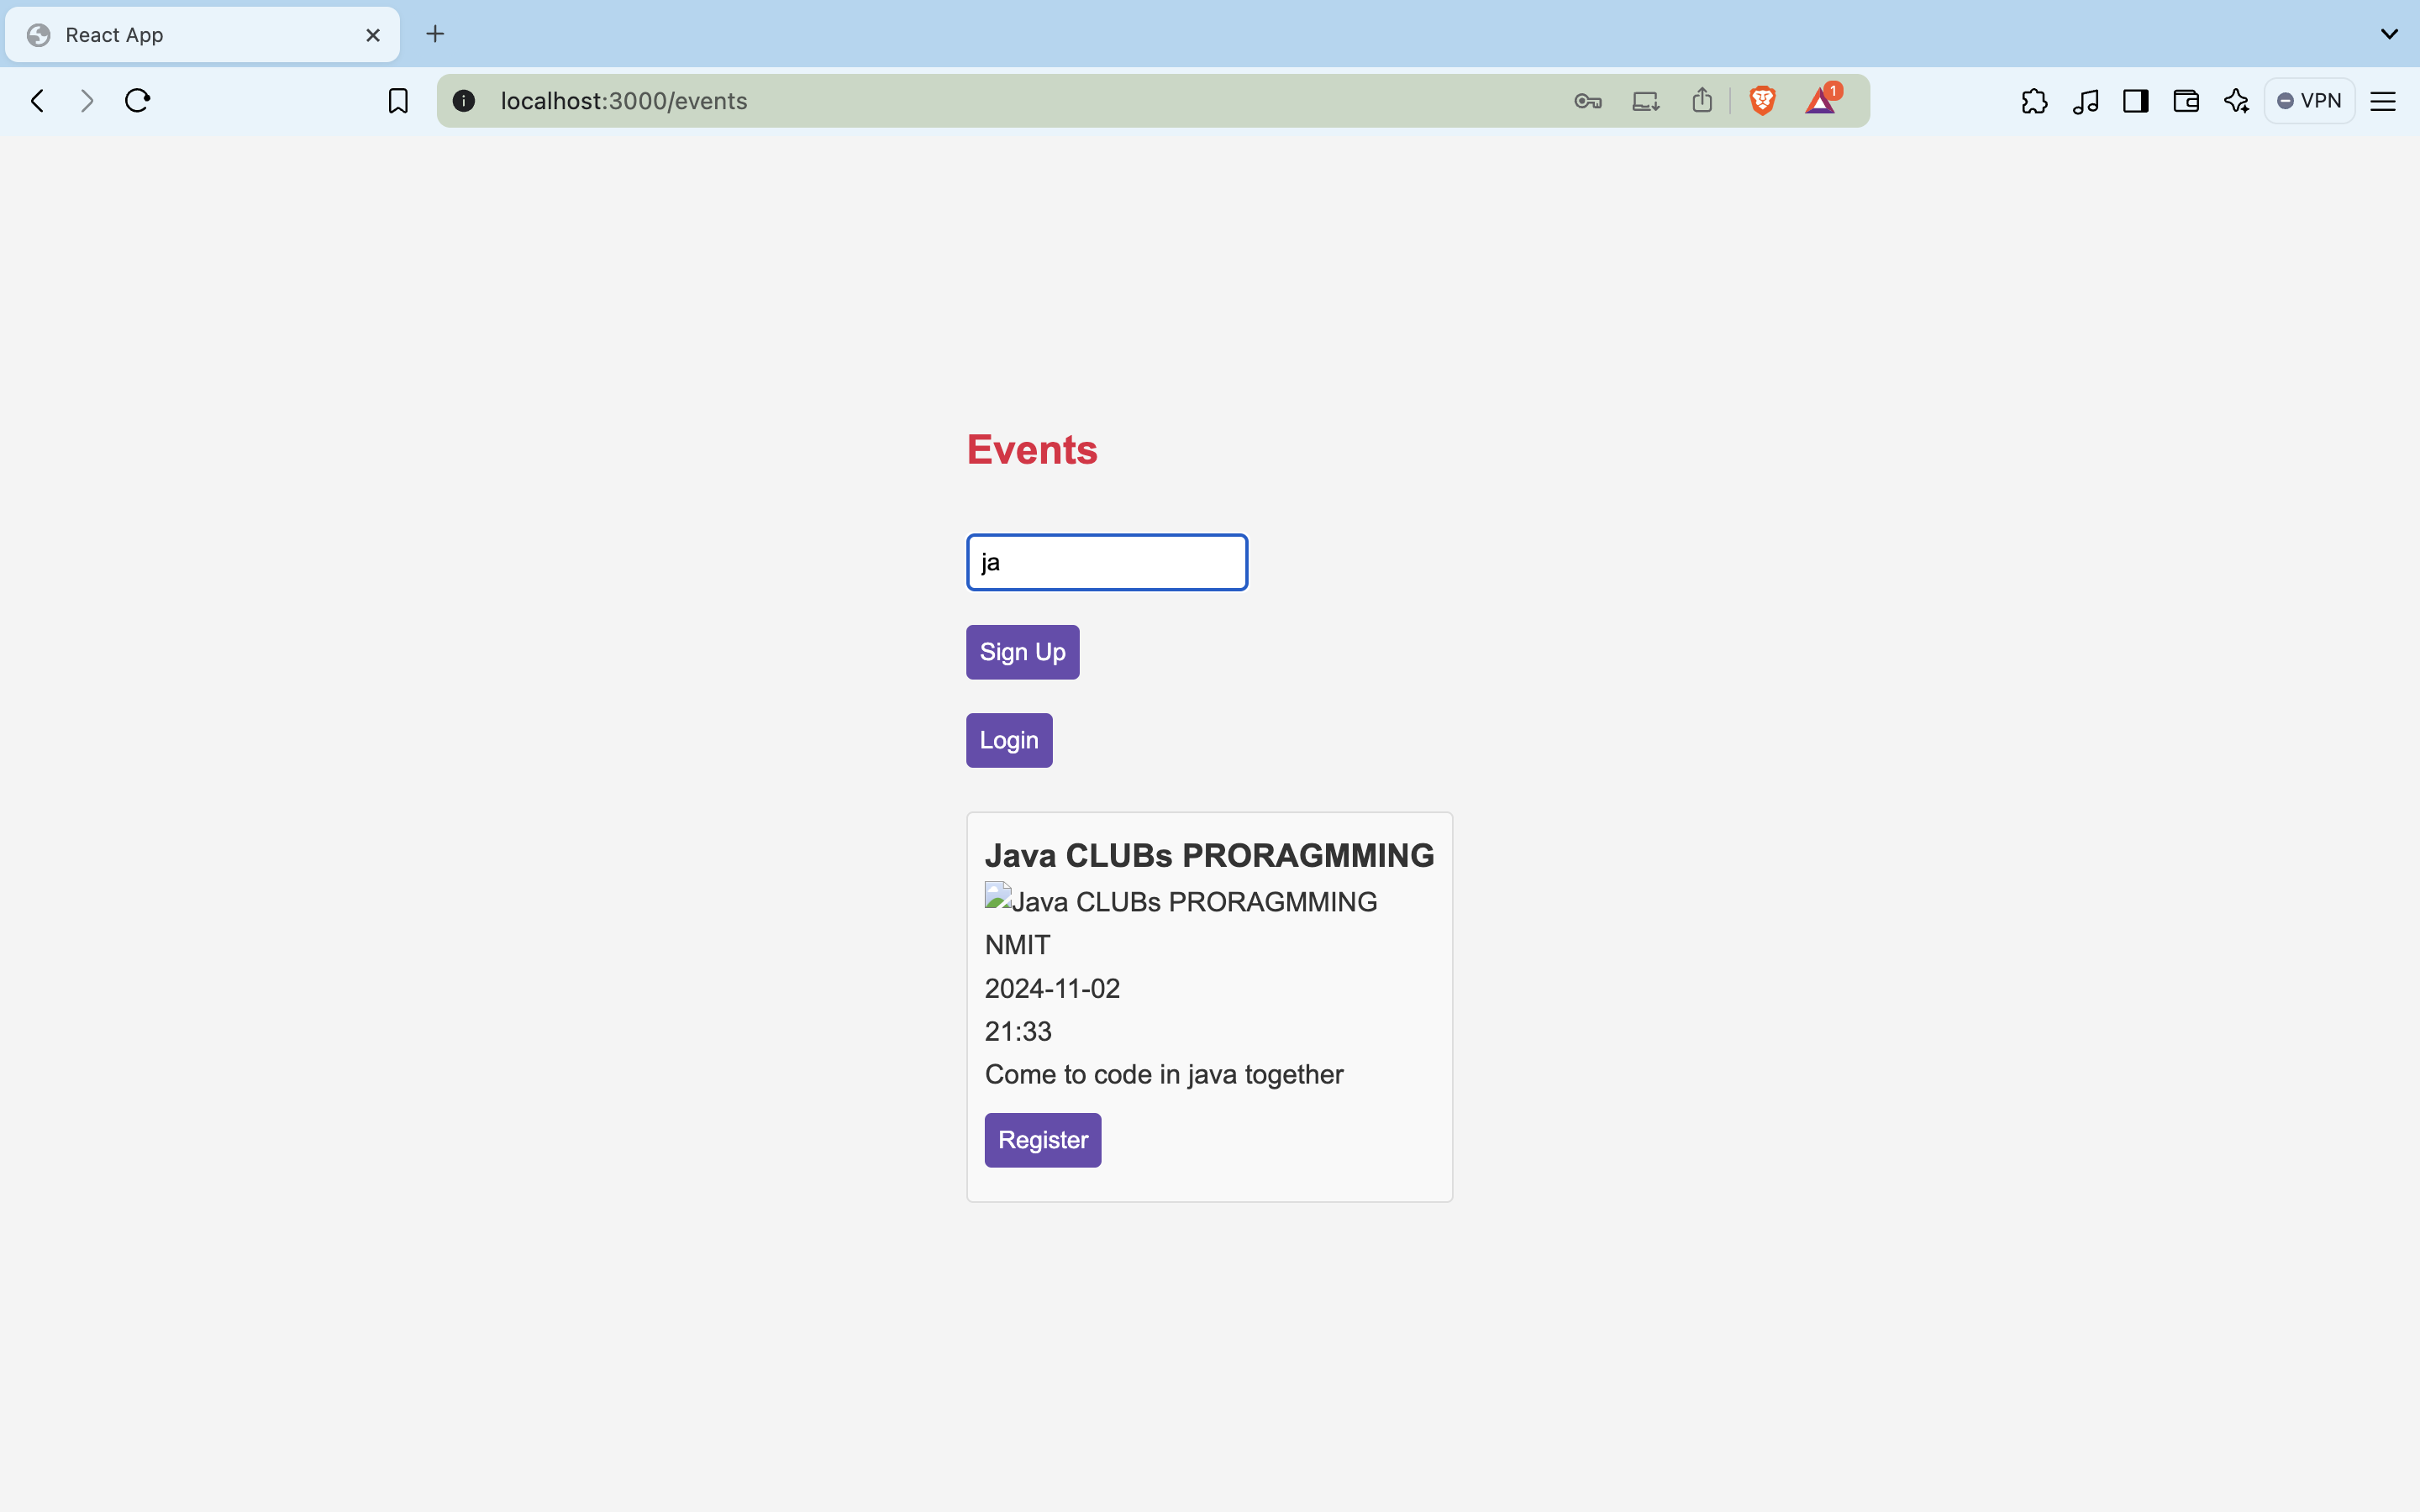 React App
localhost:3000/events
1
VPN
Events
ja
Sign Up
Login
Java CLUBs PRORAGMMING
Java CLUBs PRORAGMMING
NMIT
2024-11-02
21:33
Come to code in java together
Register